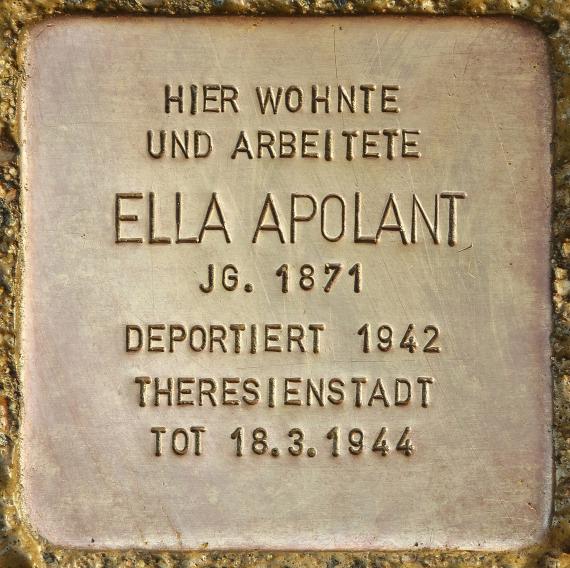 HIER WOHNTE
UND ARBEITETE
ELLA APOLANT
JG. 1871
DEPORTIERT 1942
THERESIENSTADT
TOT 18.3.1944